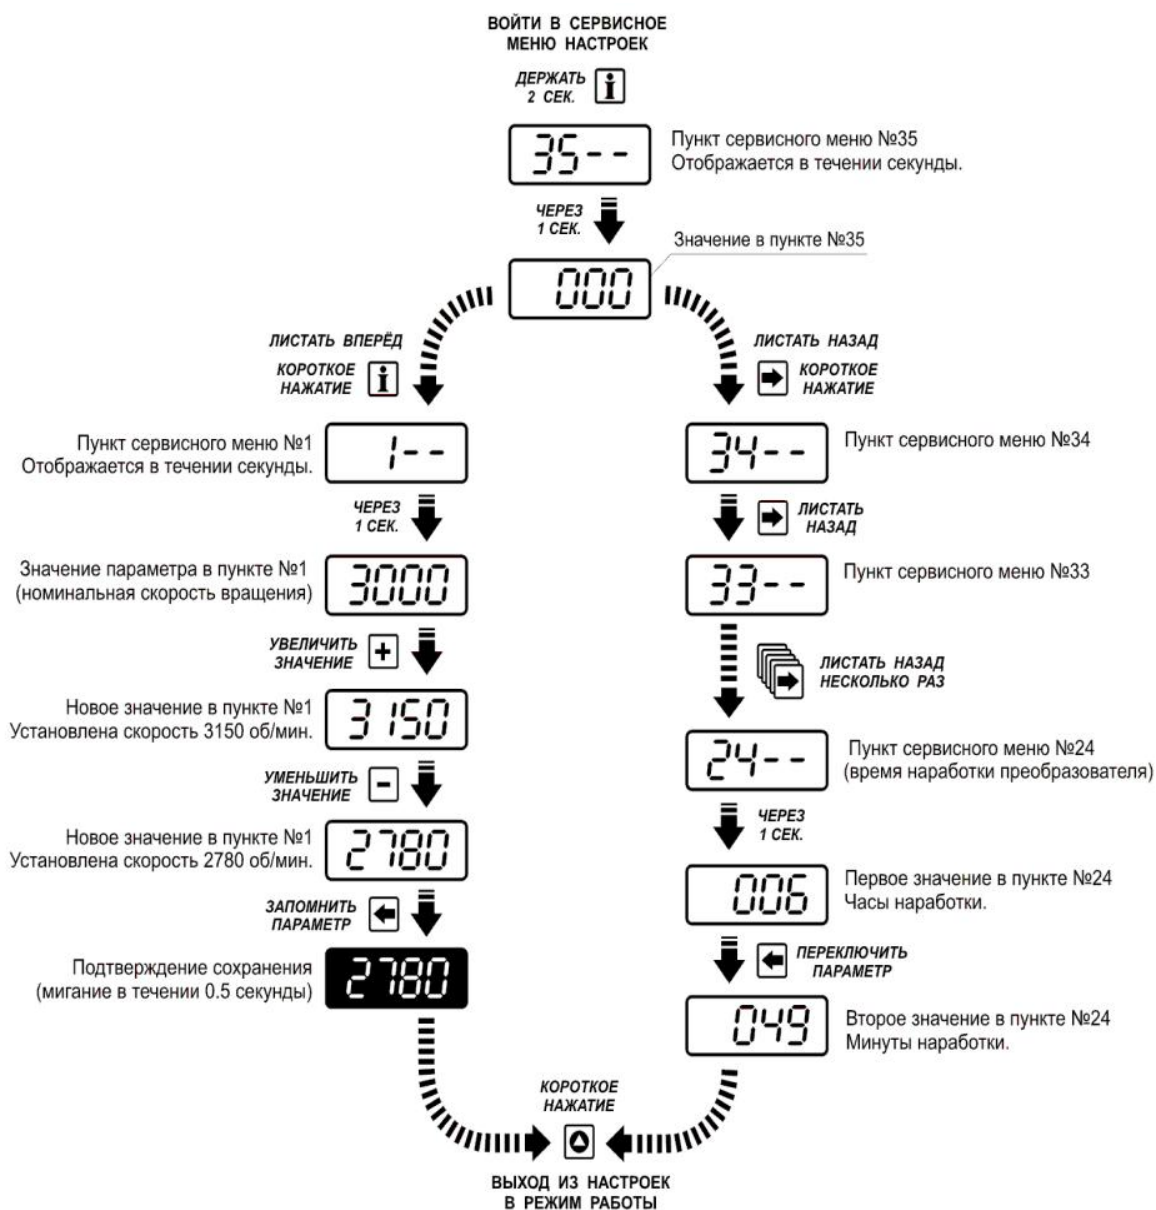 ВОЙТИ В СЕРВИСНОЕ
МЕНЮ НАСТРОЕК
ДЕРЖАТЬ
2 СЕК.
i
35--
Пункт сервисного меню №35
Отображается в течении секунды.
ЧЕРЕЗ
1 СЕК.
000
Значение в пункте №35
ЛИСТАТЬ ВПЕРЁД
КОРОТКОЕ
НАЖАТИЕ
i
Пункт сервисного меню №1
Отображается в течении секунды.
1--
ЧЕРЕЗ
1 СЕК.
Значение параметра в пункте №1
(номинальная скорость вращения)
3000
УВЕЛИЧИТЬ
ЗНАЧЕНИЕ
+
Новое значение в пункте №1
Установлена скорость 3150 об/мин.
3150
УМЕНЬШИТЬ
ЗНАЧЕНИЕ
-
Новое значение в пункте №1
Установлена скорость 2780 об/мин.
2780
ЗАПОМНИТЬ
ПАРАМЕТР
Подтверждение сохранения
(мигание в течении 0.5 секунды)
2780
ЛИСТАТЬ НАЗАД
КОРОТКОЕ
НАЖАТИЕ
34--
Пункт сервисного меню №34
ЛИСТАТЬ
НАЗАД
33--
Пункт сервисного меню №33
ЛИСТАТЬ НАЗАД
НЕСКОЛЬКО РАЗ
24--
Пункт сервисного меню №24
(время наработки преобразователя)
ЧЕРЕЗ
1 СЕК.
006
Первое значение в пункте №24
Часы наработки.
ПЕРЕКЛЮЧИТЬ
ПАРАМЕТР
049
Второе значение в пункте №24
Минуты наработки.
КОРОТКОЕ
НАЖАТИЕ
ВЫХОД ИЗ НАСТРОЕК
В РЕЖИМ РАБОТЫ